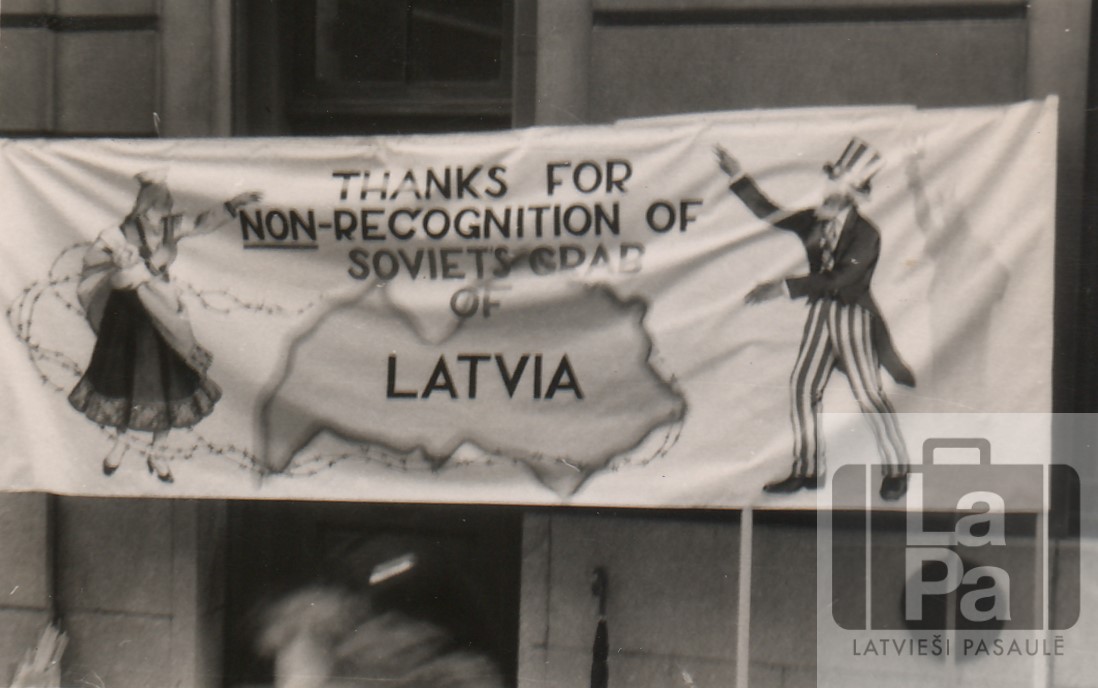 THANKS FOR
NON-RECOGNITION OF
SOVIETS GRAB
OF
LATVIA
La
Pa
LATVIEŠI PASAULĒ